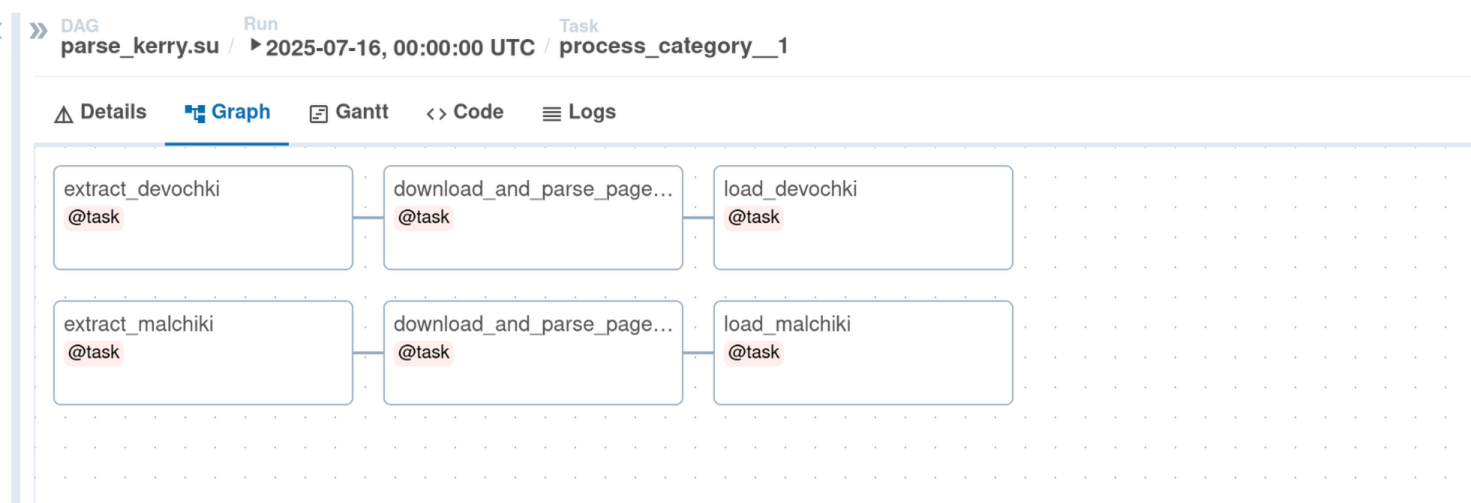 DAG
parse_kerry.su /
Run
2025-07-16, 00:00:00 UTC /
Task
process_category__1
Details
Graph
Gantt
Code
Logs
extract_devochki
@task
download_and_parse_page...
@task
load_devochki
@task
extract_malchiki
@task
download_and_parse_page...
@task
load_malchiki
@task